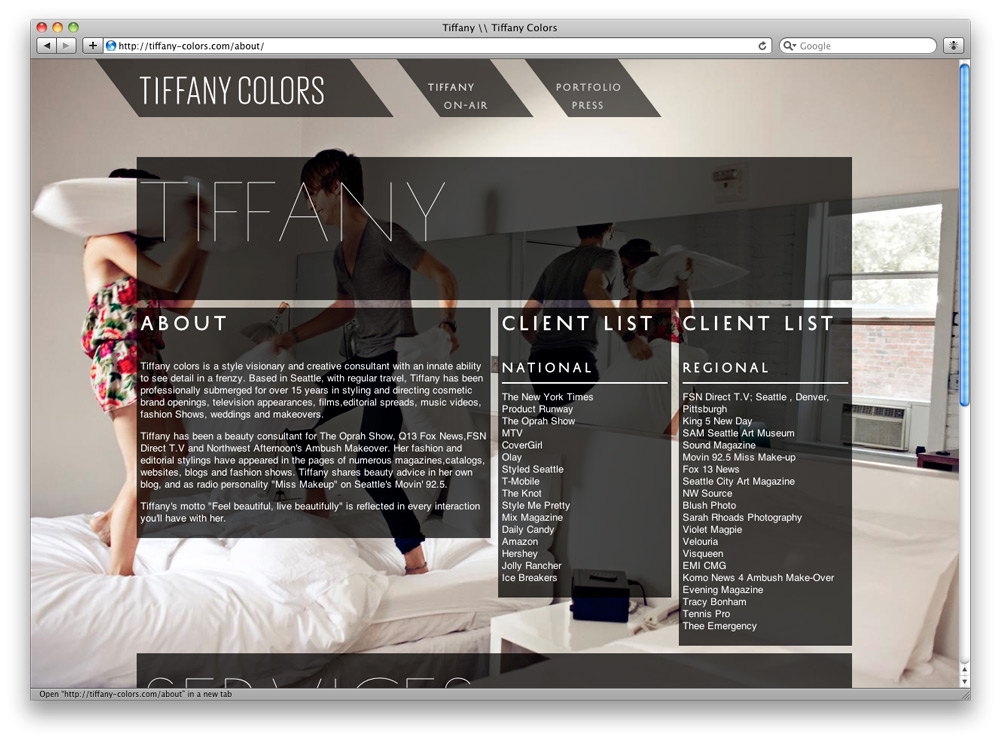 Tiffany \\ Tiffany Colors
http://tiffany-colors.com/about/
Google
TIFFANY COLORS
TIFFANY
ON-AIR
PORTFOLIO
PRESS
TIFFANY
ABOUT
Tiffany colors is a style visionary and creative consultant with an innate ability
to see detail in a frenzy. Based in Seattle, with regular travel, Tiffany has been
professionally submerged for over 15 years in styling and directing cosmetic
brand openings, television appearances, films,editorial spreads, music videos,
fashion Shows, weddings and makeovers.
Tiffany has been a beauty consultant for The Oprah Show, Q13 Fox News,FSN
Direct T.V and Northwest Afternoon's Ambush Makeover. Her fashion and
editorial stylings have appeared in the pages of numerous magazines,catalogs,
websites, blogs and fashion shows. Tiffany shares beauty advice in her own
blog, and as radio personality "Miss Makeup" on Seattle's Movin' 92.5.
Tiffany's motto "Feel beautiful, live beautifully" is reflected in every interaction
you'll have with her.
CLIENT LIST
NATIONAL
The New York Times
Product Runway
The Oprah Show
MTV
CoverGirl
Olay
Styled Seattle
T-Mobile
The Knot
Style Me Pretty
Mix Magazine
Daily Candy
Amazon
Hershey
Jolly Rancher
Ice Breakers
CLIENT LIST
REGIONAL
FSN Direct T.V; Seattle , Denver,
Pittsburgh
King 5 New Day
SAM Seattle Art Museum
Sound Magazine
Movin 92.5 Miss Make-up
Fox 13 News
Seattle City Art Magazine
NW Source
Blush Photo
Sarah Rhoads Photography
Violet Magpie
Velouria
Visqueen
EMI CMG
Komo News 4 Ambush Make-Over
Evening Magazine
Tracy Bonham
Tennis Pro
Thee Emergency
SERVICES
Open "http://tiffany-colors.com/about" in a new tab